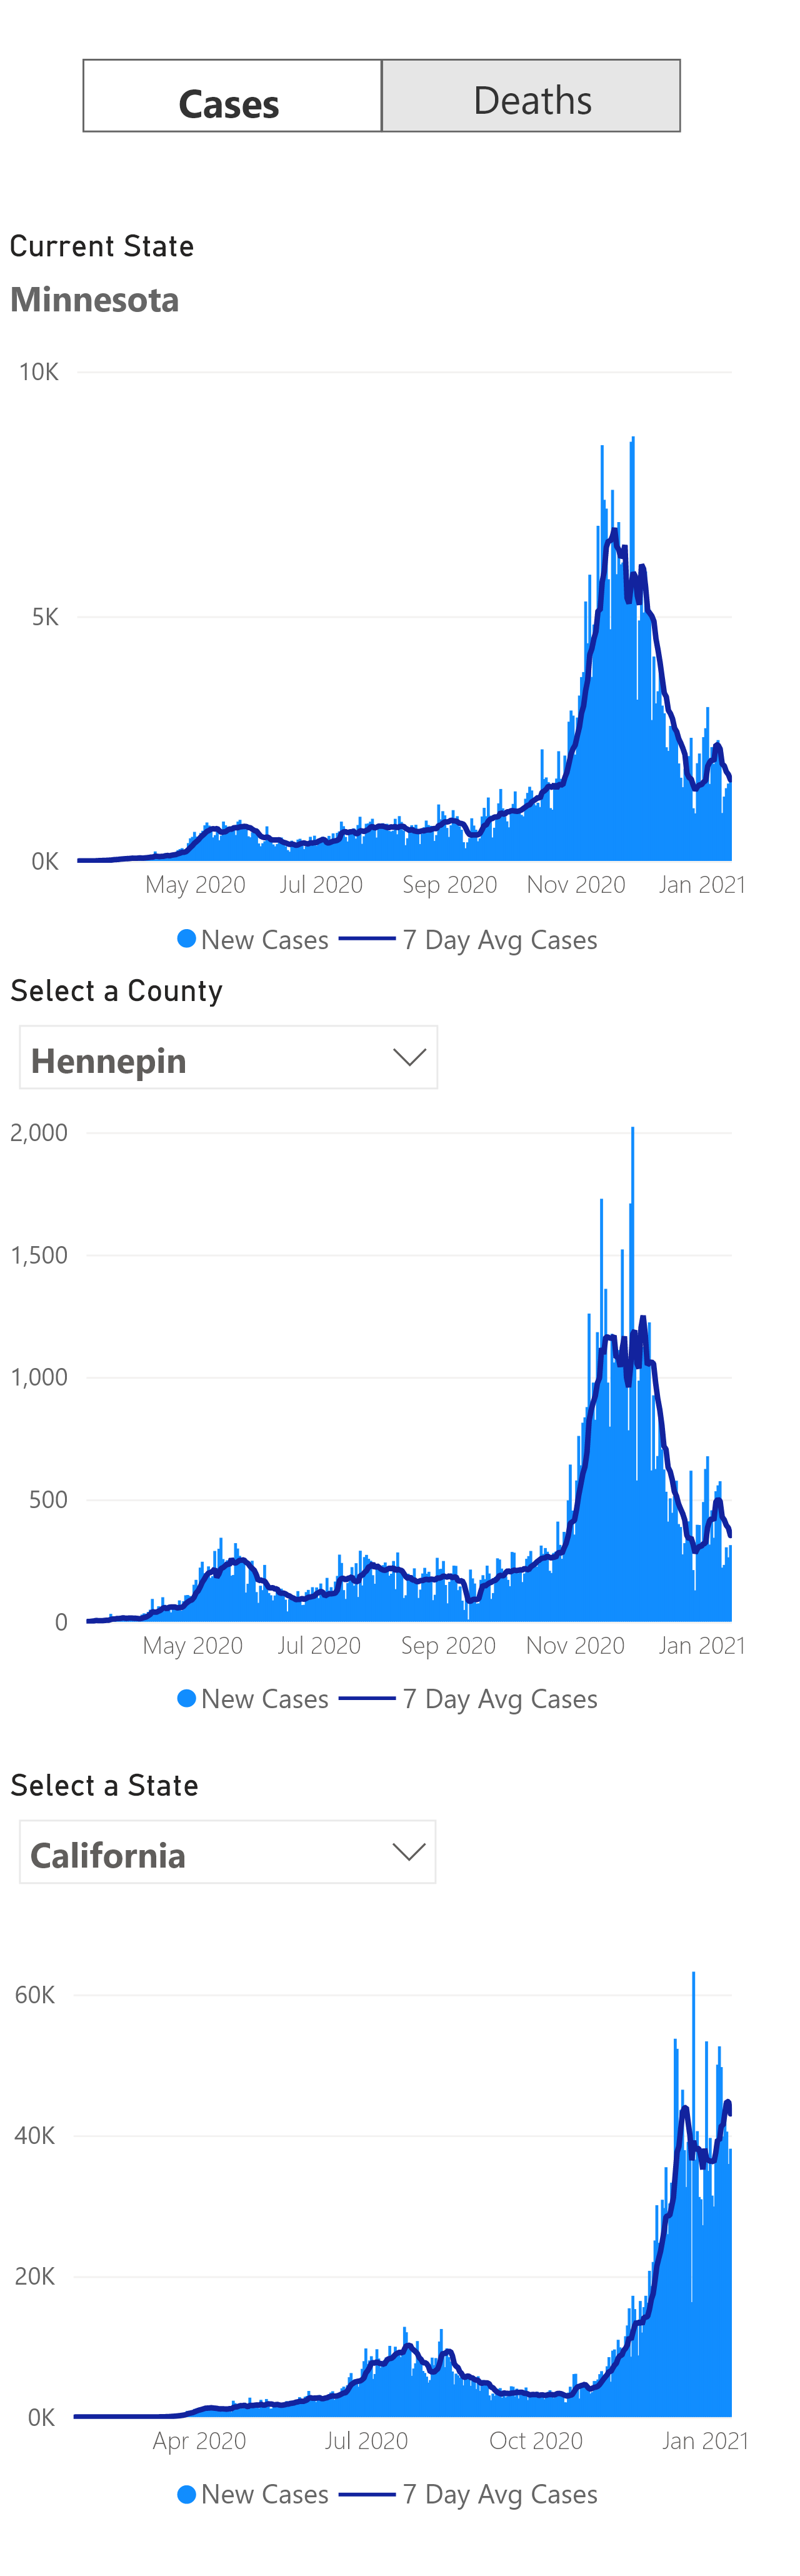 Cases Deaths
Current State
Minnesota
10K
5K
0K
May 2020 Jul 2020 Sep 2020 Nov 2020 Jan 2021
New Cases 7 Day Avg Cases
Select a County
Hennepin
2,000
1,500
1,000
500
0
May 2020 Jul 2020 Sep 2020 Nov 2020 Jan 2021
New Cases 7 Day Avg Cases
Select a State
California
60K
40K
20K
0K
Apr 2020 Jul 2020 Oct 2020 Jan 2021
New Cases 7 Day Avg Cases